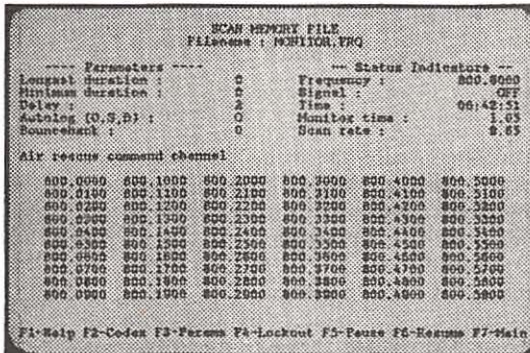 SCAN MEMORY FILE
Filename : MONITOR.FRQ
---- Parameters ---- --- Status Indicators --
Longest duration : 0 Frequency : 800.5000
Minimum duration : 0 Signal : OFF
Delay : 2 Time : 06:42:51
Autolog (O,S,B) : O Monitor time : 1.05
Bounceback : 0 Scan rate : 8.85
Air rescue command channel
800.0000 800.1000 800.2000 800.3000 800.4000 800.5000
800.0100 800.1100 800.2100 800.3100 800.4100 800.5100
800.0200 800.1200 800.2200 800.3200 800.4200 800.5200
800.0300 800.1300 800.2300 800.3300 800.4300 800.5300
800.0400 800.1400 800.2400 800.3400 800.4400 800.5400
800.0500 800.1500 800.2500 800.3500 800.4500 800.5500
800.0600 800.1600 800.2600 800.3600 800.4600 800.5600
800.0700 800.1700 800.2700 800.3700 800.4700 800.5700
800.0800 800.1800 800.2800 800.3800 800.4800 800.5800
800.0900 800.1900 800.2900 800.3900 800.4900 800.5900
F1-Help F2-Codes F3-Params F4-Lockout F5-Pause F6-Resume F7-Main